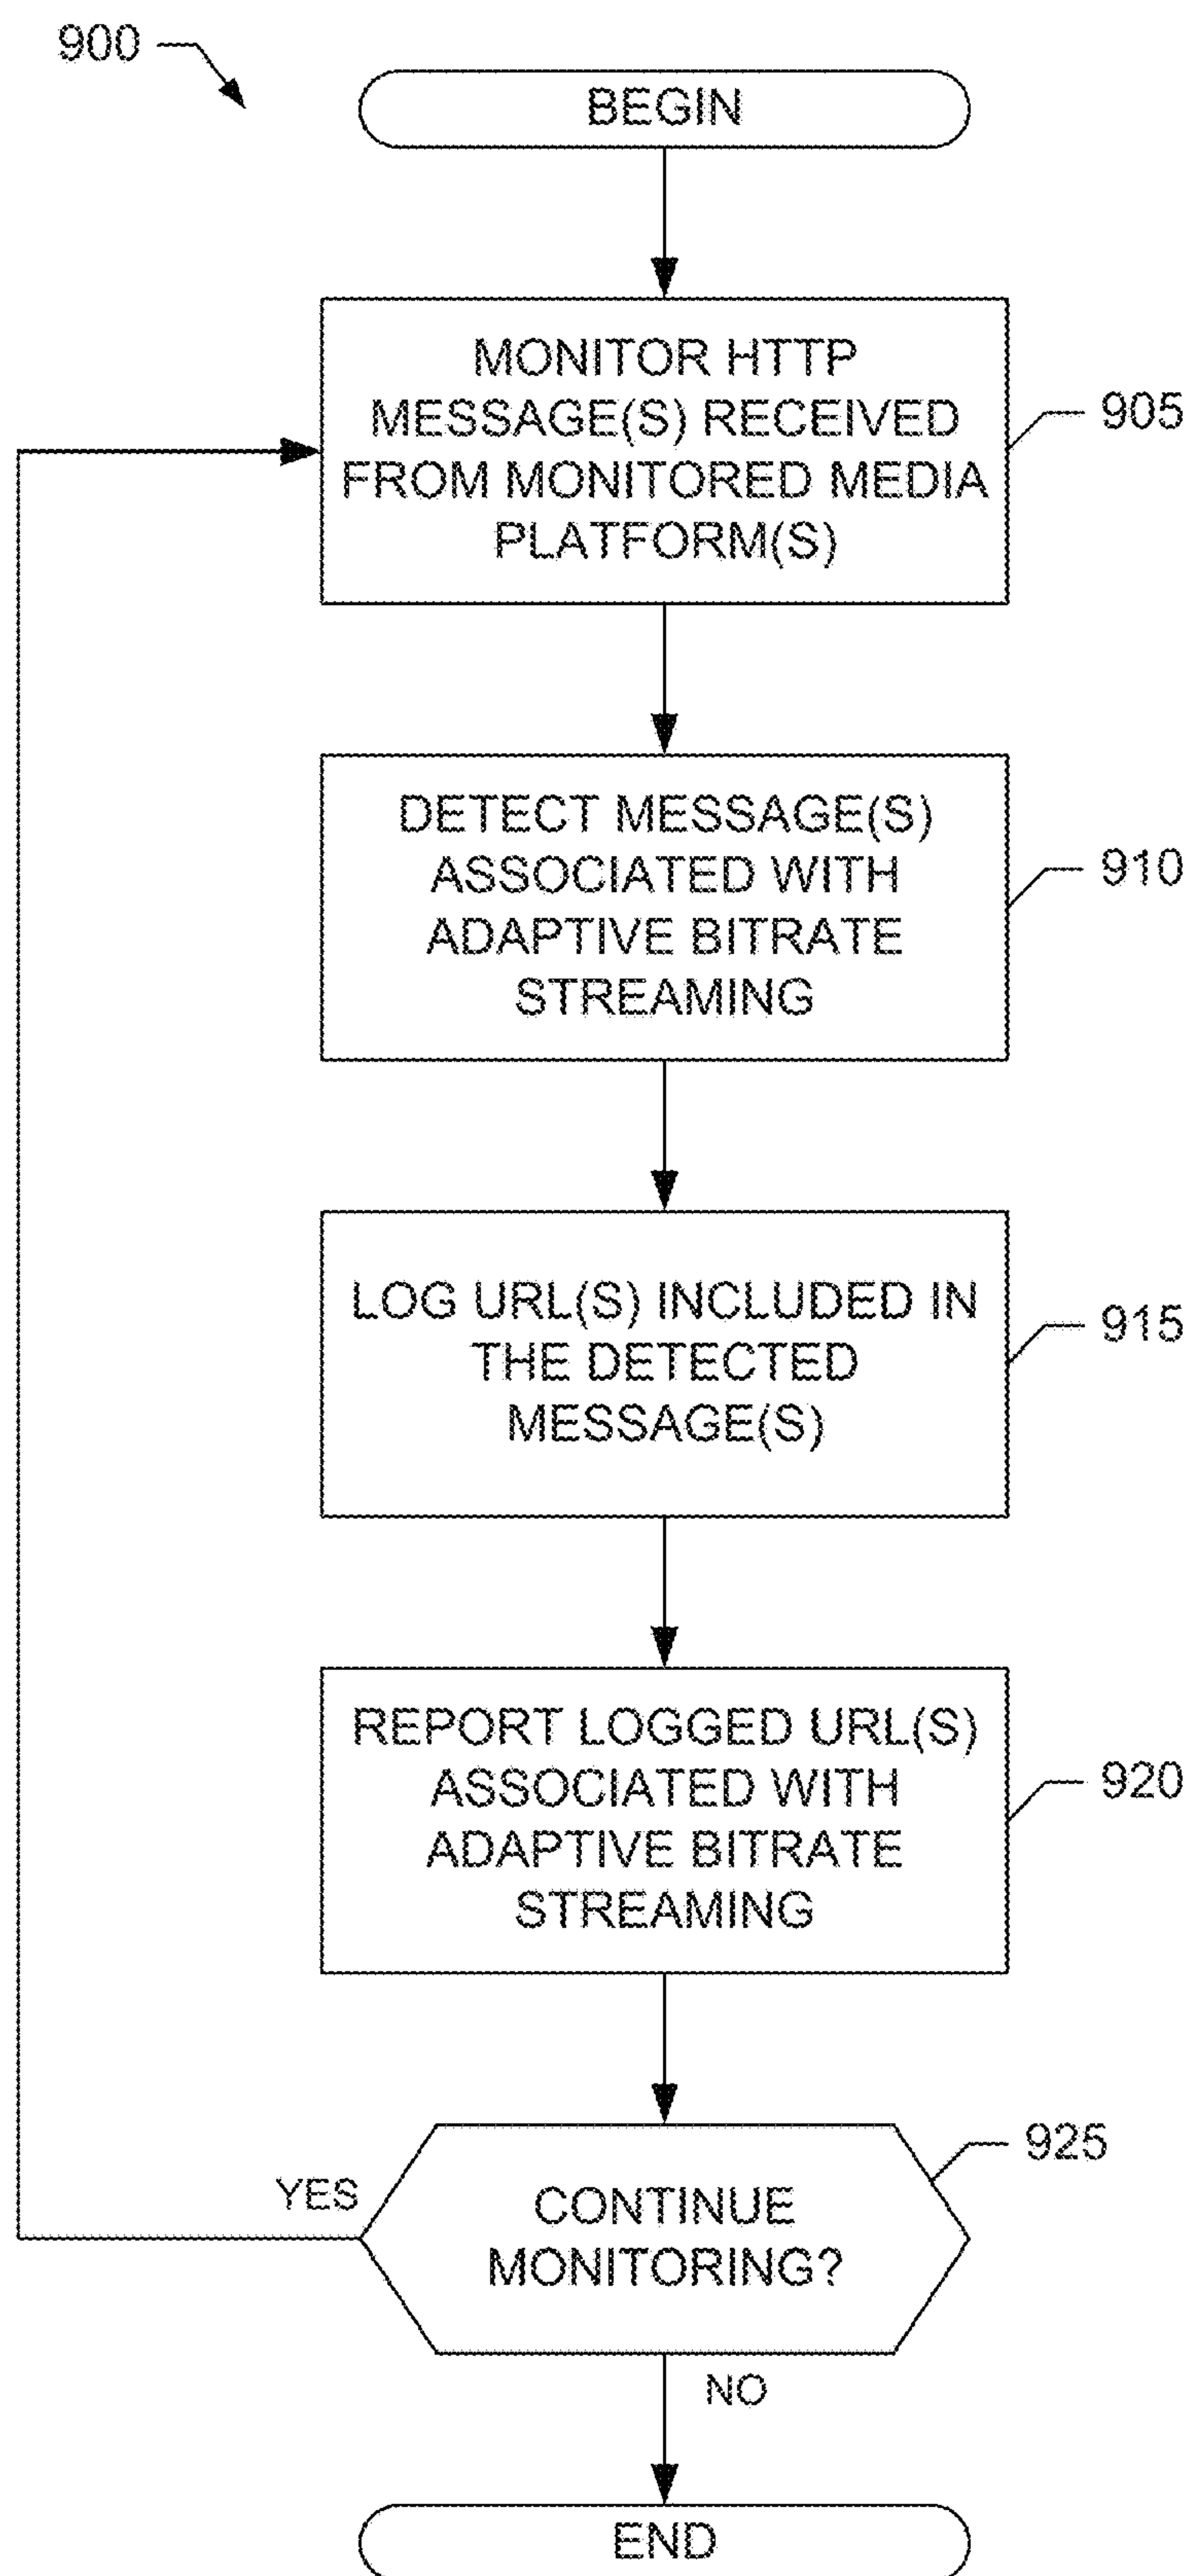 900
BEGIN
MONITOR HTTP
MESSAGE(S) RECEIVED
FROM MONITORED MEDIA
PLATFORM(S)
905
DETECT MESSAGE(S)
ASSOCIATED WITH
ADAPTIVE BITRATE
STREAMING
910
LOG URL(S) INCLUDED IN
THE DETECTED
MESSAGE(S)
915
REPORT LOGGED URL(S)
ASSOCIATED WITH
ADAPTIVE BITRATE
STREAMING
920
925
YES
CONTINUE
MONITORING?
NO
END